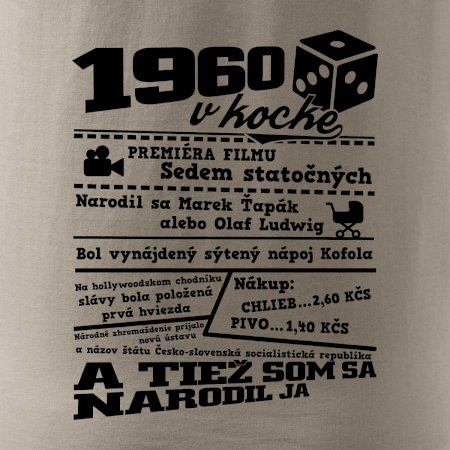 1960
v kocke
PREMIÉRA FILMU
Sedem statočných
Narodil sa Marek Ťapák
alebo Olaf Ludwig
Bol vynájdený sýtený nápoj Kofola
Na hollywoodskom chodníku
slávy bola položená
prvá hviezda
Nákup:
CHLIEB...2,60 KČS
PIVO...1,40 KČS
Národné zhromaždenie prijalo
novú ústavu
a názov štátu Česko-slovenská socialistická republika
A TIEŽ SOM SA
NARODIL JA